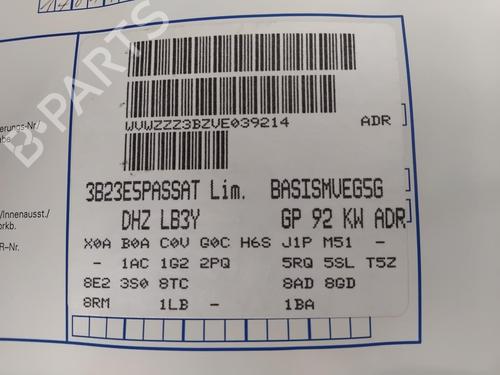 WVWZZZ3BZVE039214 ADR
3B23E5PASSAT Lim. BASISMVEG5G
DHZ LB3Y GP 92 KW ADR
X0A B0A C0V G0C H6S J1P M51 -
- 1AC 1G2 2PQ 5RQ 5SL T5Z
8E2 3S0 8TC 8AD 8GD
8RM 1LB - 1BA
erungs-Nr/
/Innenausst./
orkb.
R-Nr.
B-PARTS